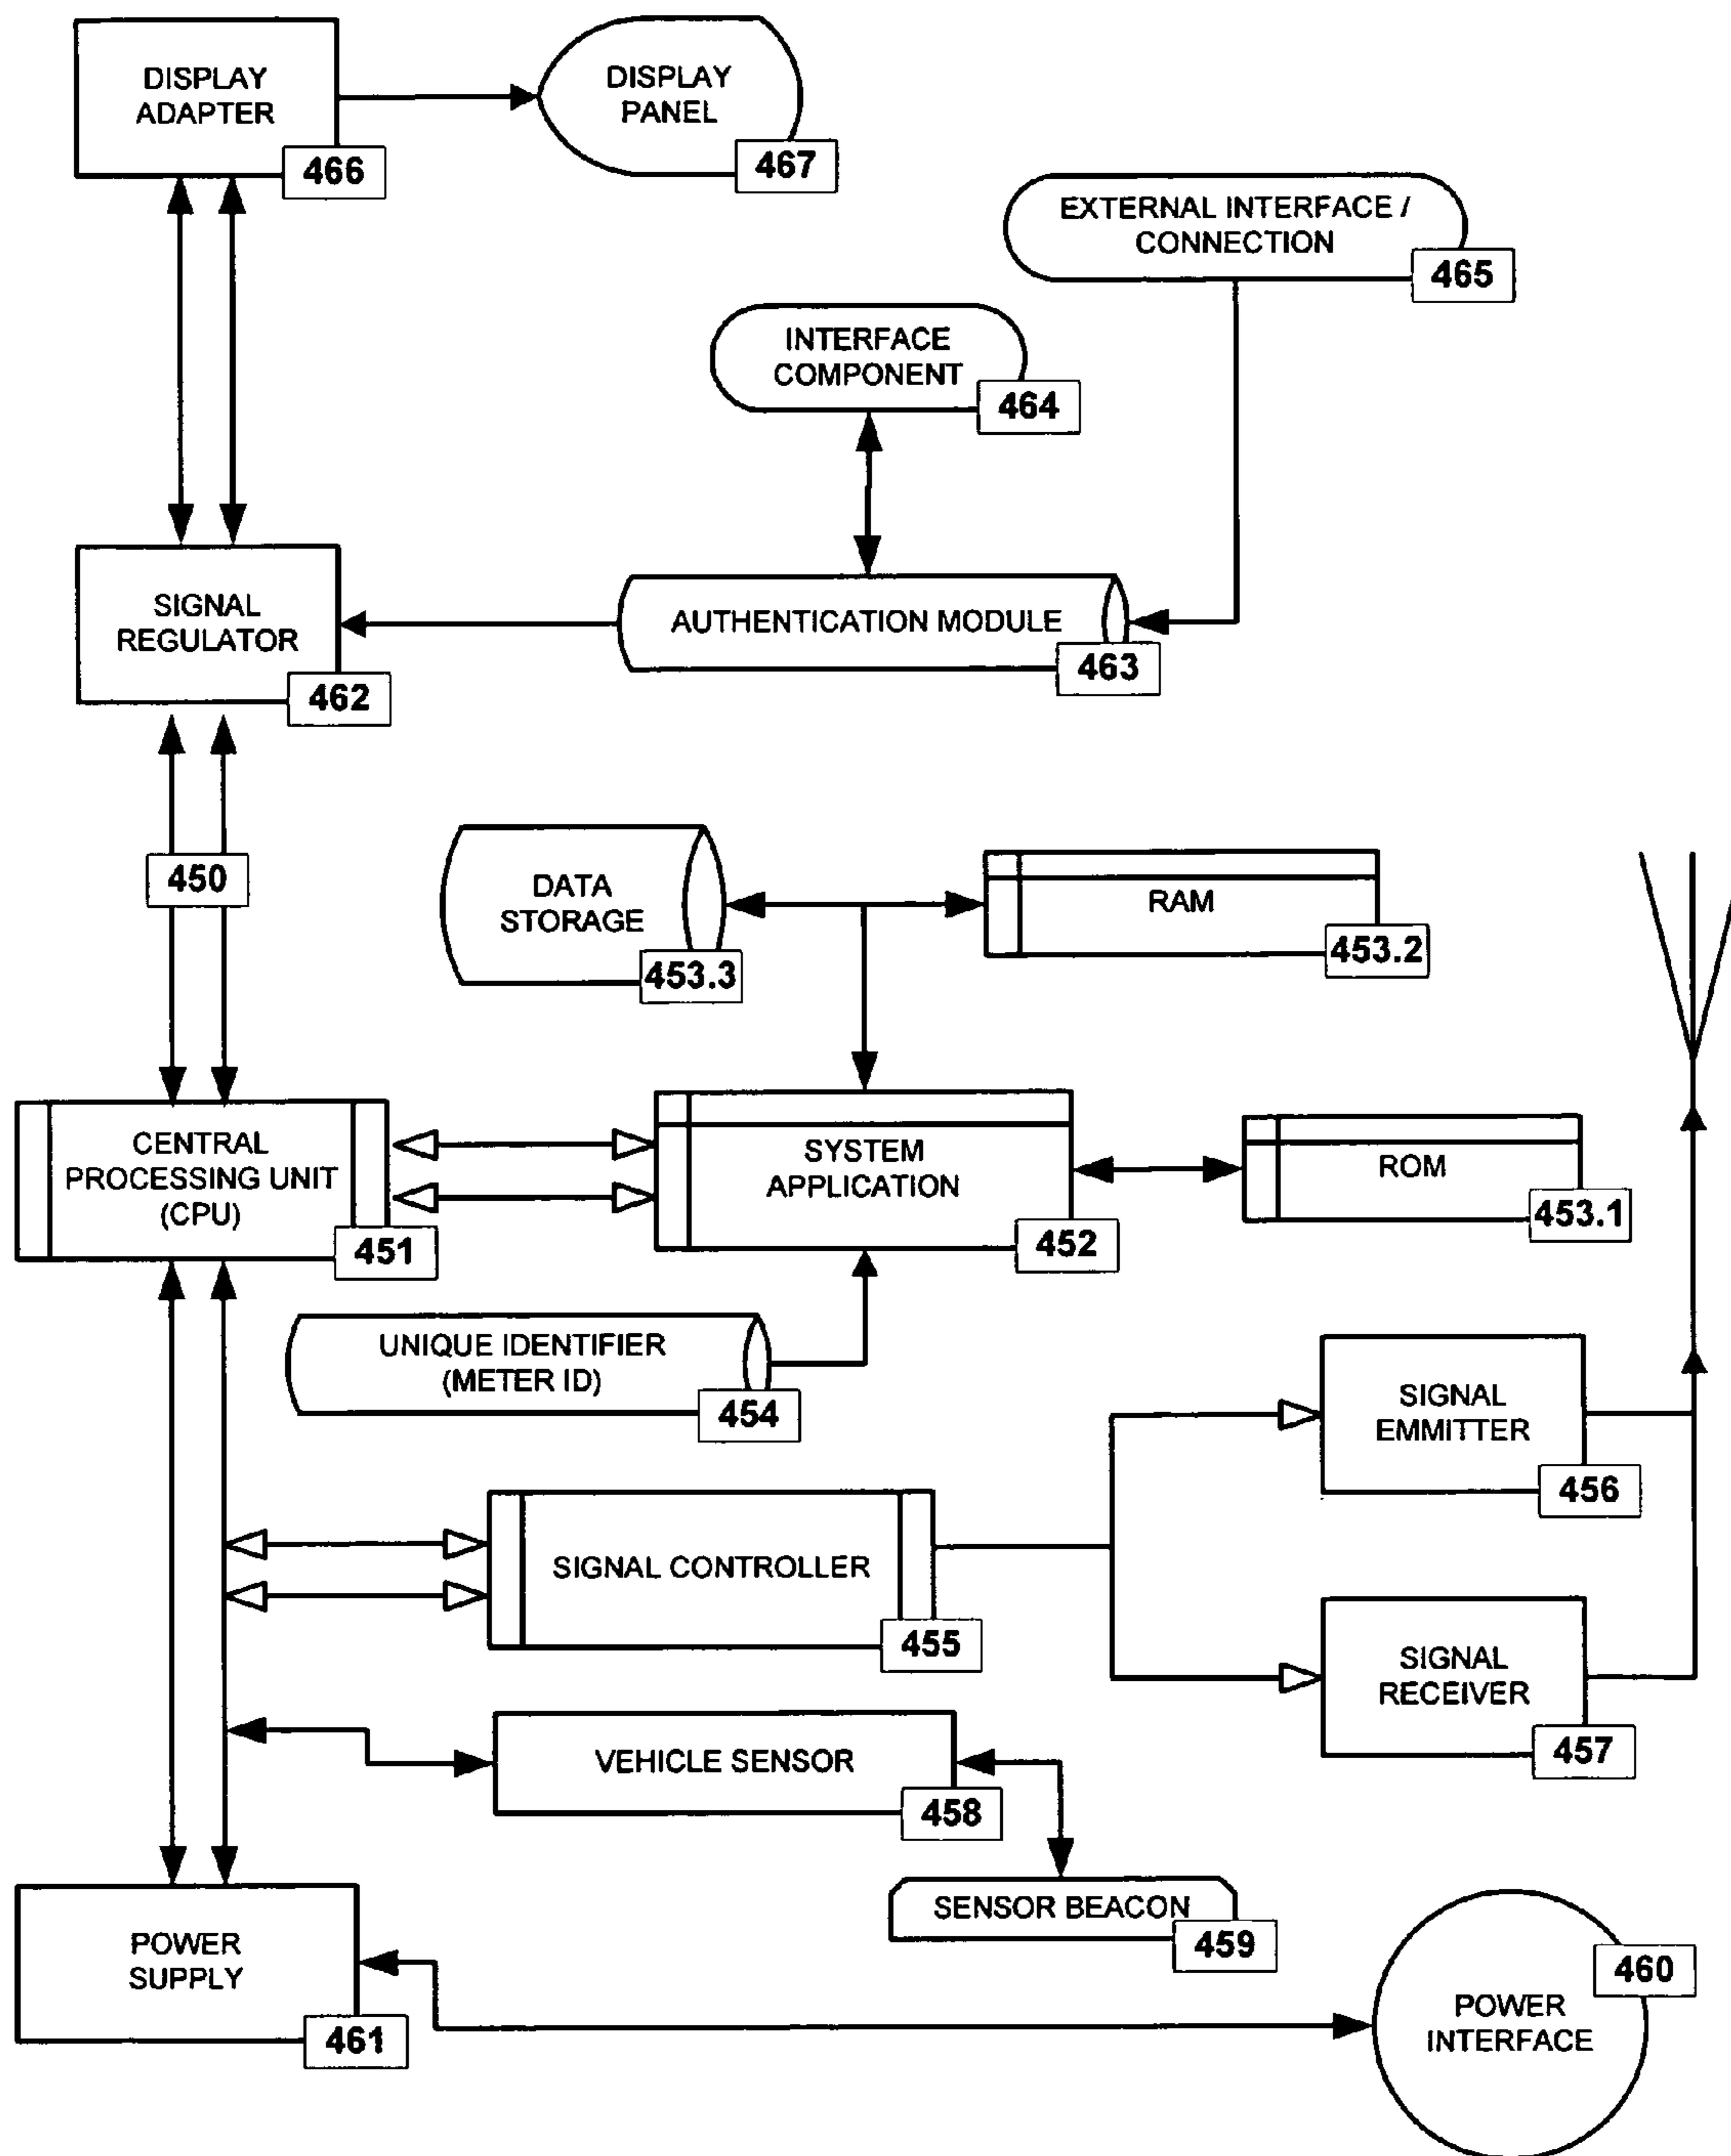 DISPLAY
ADAPTER
466
DISPLAY
PANEL
467
EXTERNAL INTERFACE /
CONNECTION
465
INTERFACE
COMPONENT
464
SIGNAL
REGULATOR
462
AUTHENTICATION MODULE
463
450
DATA
STORAGE
453.3
RAM
453.2
CENTRAL
PROCESSING UNIT
(CPU)
451
SYSTEM
APPLICATION
452
ROM
453.1
UNIQUE IDENTIFIER
(METER ID)
454
SIGNAL
EMMITTER
456
SIGNAL CONTROLLER
455
SIGNAL
RECEIVER
457
VEHICLE SENSOR
458
SENSOR BEACON
459
POWER
SUPPLY
461
460
POWER
INTERFACE